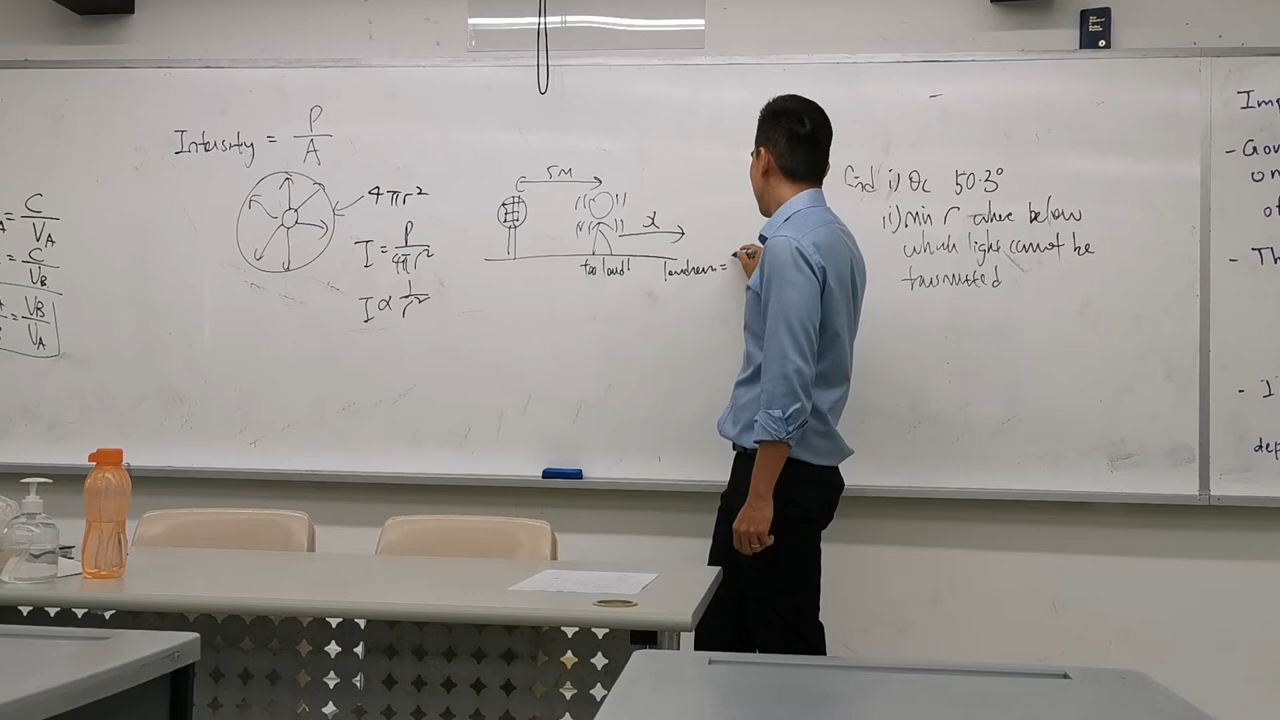 A = C / VA
= C / VB
= VB / VA
Intensity = P / A
4πr²
I = P / 4πr²
I ∝ 1 / r²
5M
x
too loud!
loudness =
Find i) θc 50.3°
ii) min r where below
which light cannot be
transmitted
Imp
- Gov
on
of
- Th
- I
dep